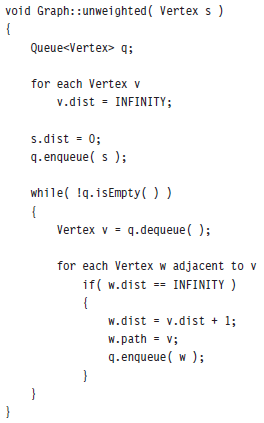 void Graph::unweighted( Vertex s )
{
    Queue<Vertex> q;

    for each Vertex v
        v.dist = INFINITY;

    s.dist = 0;
    q.enqueue( s );

    while( !q.isEmpty( ) )
    {
        Vertex v = q.dequeue( );

        for each Vertex w adjacent to v
            if( w.dist == INFINITY )
            {
                w.dist = v.dist + 1;
                w.path = v;
                q.enqueue( w );
            }
    }
}